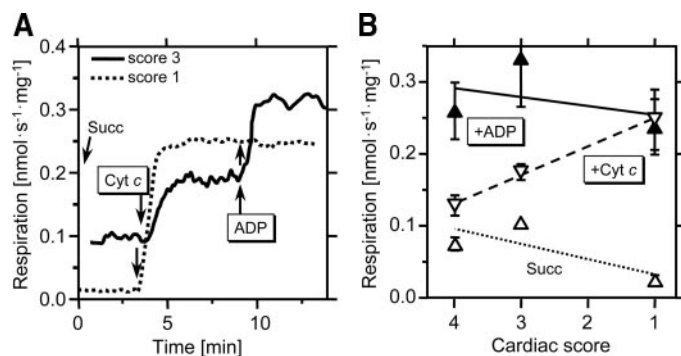 A
Respiration [nmol·s⁻¹·mg⁻¹]
0.4
0.3
0.2
0.1
0.0
score 3
score 1
Succ
Cyt c
ADP
0
5
10
Time [min]
B
Respiration [nmol·s⁻¹·mg⁻¹]
0.3
0.2
0.1
0.0
+ADP
+Cyt c
Succ
4
3
2
1
Cardiac score